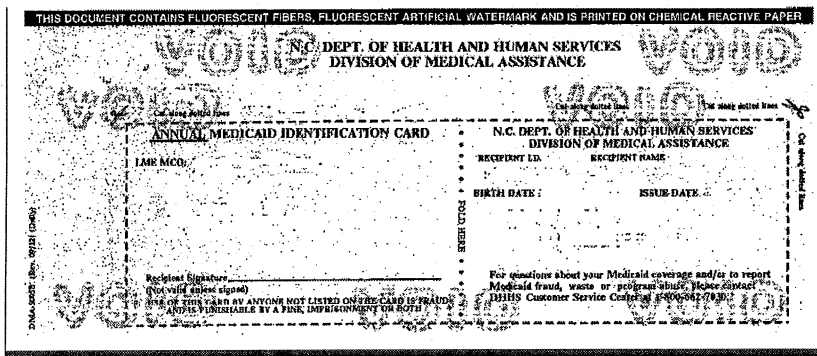 THIS DOCUMENT CONTAINS FLUORESCENT FIBERS, FLUORESCENT ARTIFICIAL WATERMARK AND IS PRINTED ON CHEMICAL REACTIVE PAPER
VOID VOID
N.C. DEPT. OF HEALTH AND HUMAN SERVICES
DIVISION OF MEDICAL ASSISTANCE
VOID VOID
Cut along dotted lines
Cut along dotted lines
Cut along dotted lines
Cut along dotted lines
ANNUAL MEDICAID IDENTIFICATION CARD
LME MCO:
Recipient Signature
(Not valid unless signed)
USE OF THIS CARD BY ANYONE NOT LISTED ON THE CARD IS FRAUD
AND IS PUNISHABLE BY A FINE, IMPRISONMENT OR BOTH
FOLD HERE
N.C. DEPT. OF HEALTH AND HUMAN SERVICES
DIVISION OF MEDICAL ASSISTANCE
RECIPIENT I.D. RECIPIENT NAME
BIRTH DATE : ISSUE DATE
For questions about your Medicaid coverage and/or to report
Medicaid fraud, waste or program abuse, please contact
DHHS Customer Service Center at
VOID VOID VOID VOID